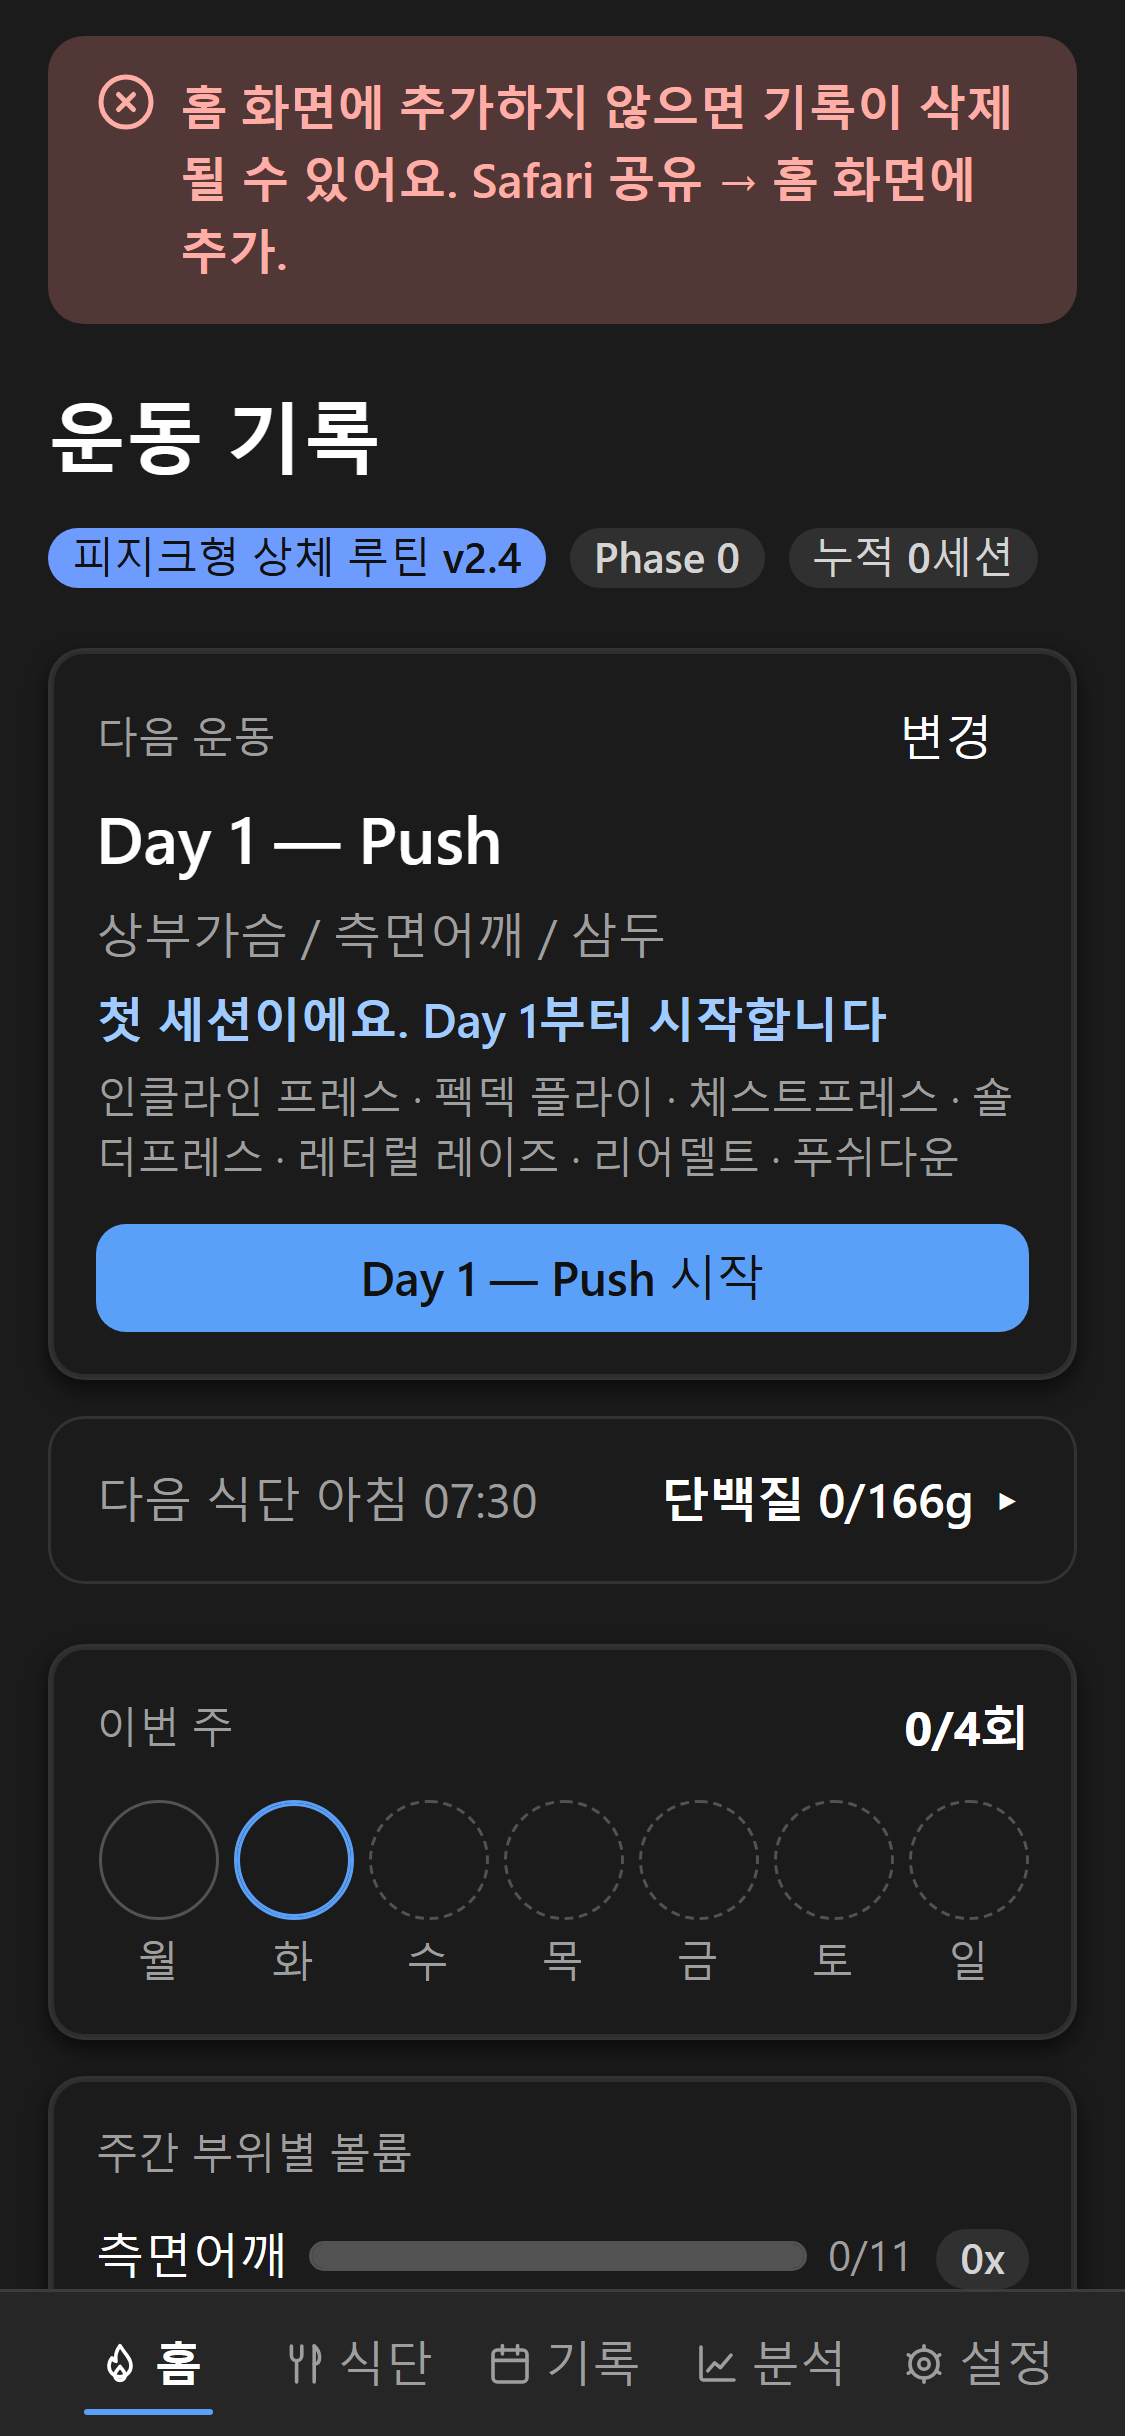 홈 화면에 추가하지 않으면 기록이 삭제
될 수 있어요. Safari 공유 → 홈 화면에
추가.
운동 기록
피지크형 상체 루틴 v2.4
Phase 0
누적 0세션
다음 운동
변경
Day 1 — Push
상부가슴 / 측면어깨 / 삼두
첫 세션이에요. Day 1부터 시작합니다
인클라인 프레스 · 펙덱 플라이 · 체스트프레스 · 숄
더프레스 · 레터럴 레이즈 · 리어델트 · 푸쉬다운
Day 1 — Push 시작
다음 식단 아침 07:30
단백질 0/166g ▸
이번 주
0/4회
월 화 수 목 금 토 일
주간 부위별 볼륨
측면어깨 0/11 0x
홈 식단 기록 분석 설정